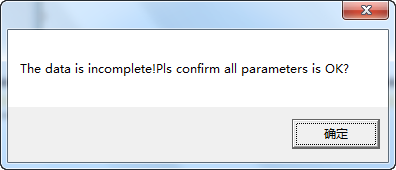 The data is incomplete!Pls confirm all parameters is OK?
确定